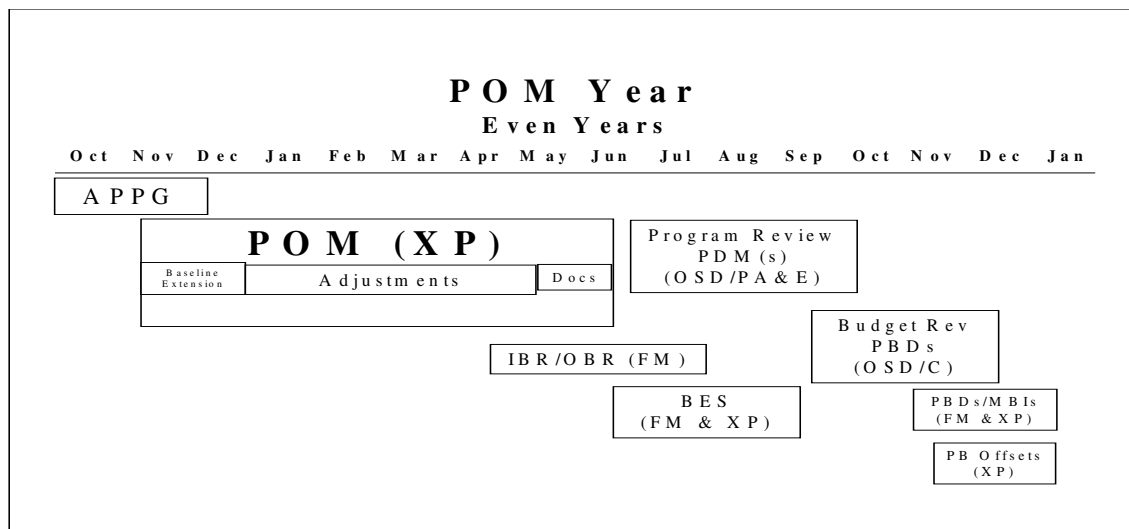 POM Year
Even Years
Oct Nov Dec Jan Feb Mar Apr May Jun Jul Aug Sep Oct Nov Dec Jan
APPG
POM (XP)
Baseline
Extension
Adjustments
Docs
Program Review
PDM(s)
(OSD/PA&E)
Budget Rev
PBDs
(OSD/C)
IBR/OBR (FM)
BES
(FM & XP)
PBDs/MBIs
(FM & XP)
PB Offsets
(XP)